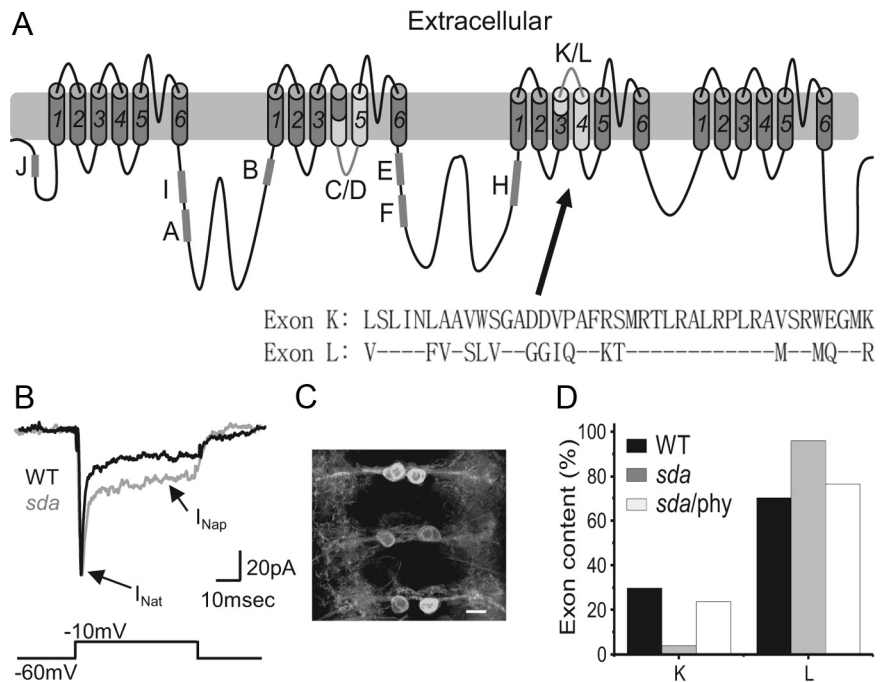 A
Extracellular
K/L
1 2 3 4 5 6
1 2 3 5 6
1 2 3 4 5 6
1 2 3 4 5 6
J
I
A
B
C/D
E
F
H
Exon K: LSLINLAAVWSGADDVPAFRSMRTLRALRPLRAVSRWEGMK
Exon L: V----FV-SLV--GGIQ--KT------------M--MQ--R
B
WT
sda
INap
INat
20pA
10msec
-10mV
-60mV
C
D
Exon content (%)
100
80
60
40
20
0
WT
sda
sda/phy
K
L